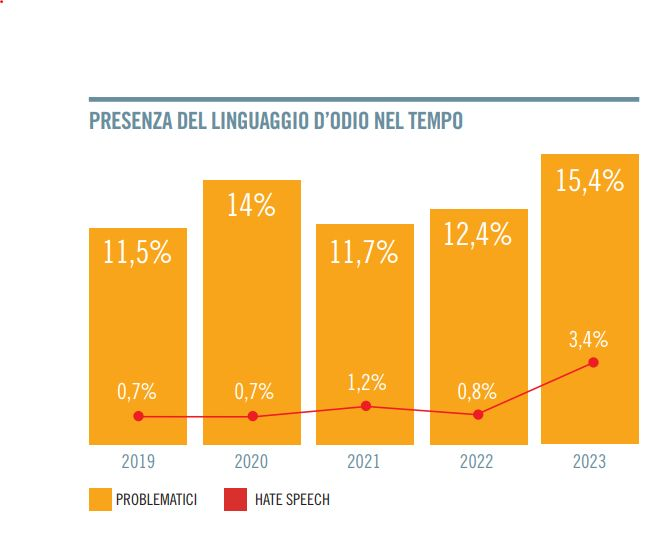 PRESENZA DEL LINGUAGGIO D’ODIO NEL TEMPO
11,5% 14% 11,7% 12,4% 15,4%
0,7% 0,7% 1,2% 0,8% 3,4%
2019 2020 2021 2022 2023
PROBLEMATICI HATE SPEECH